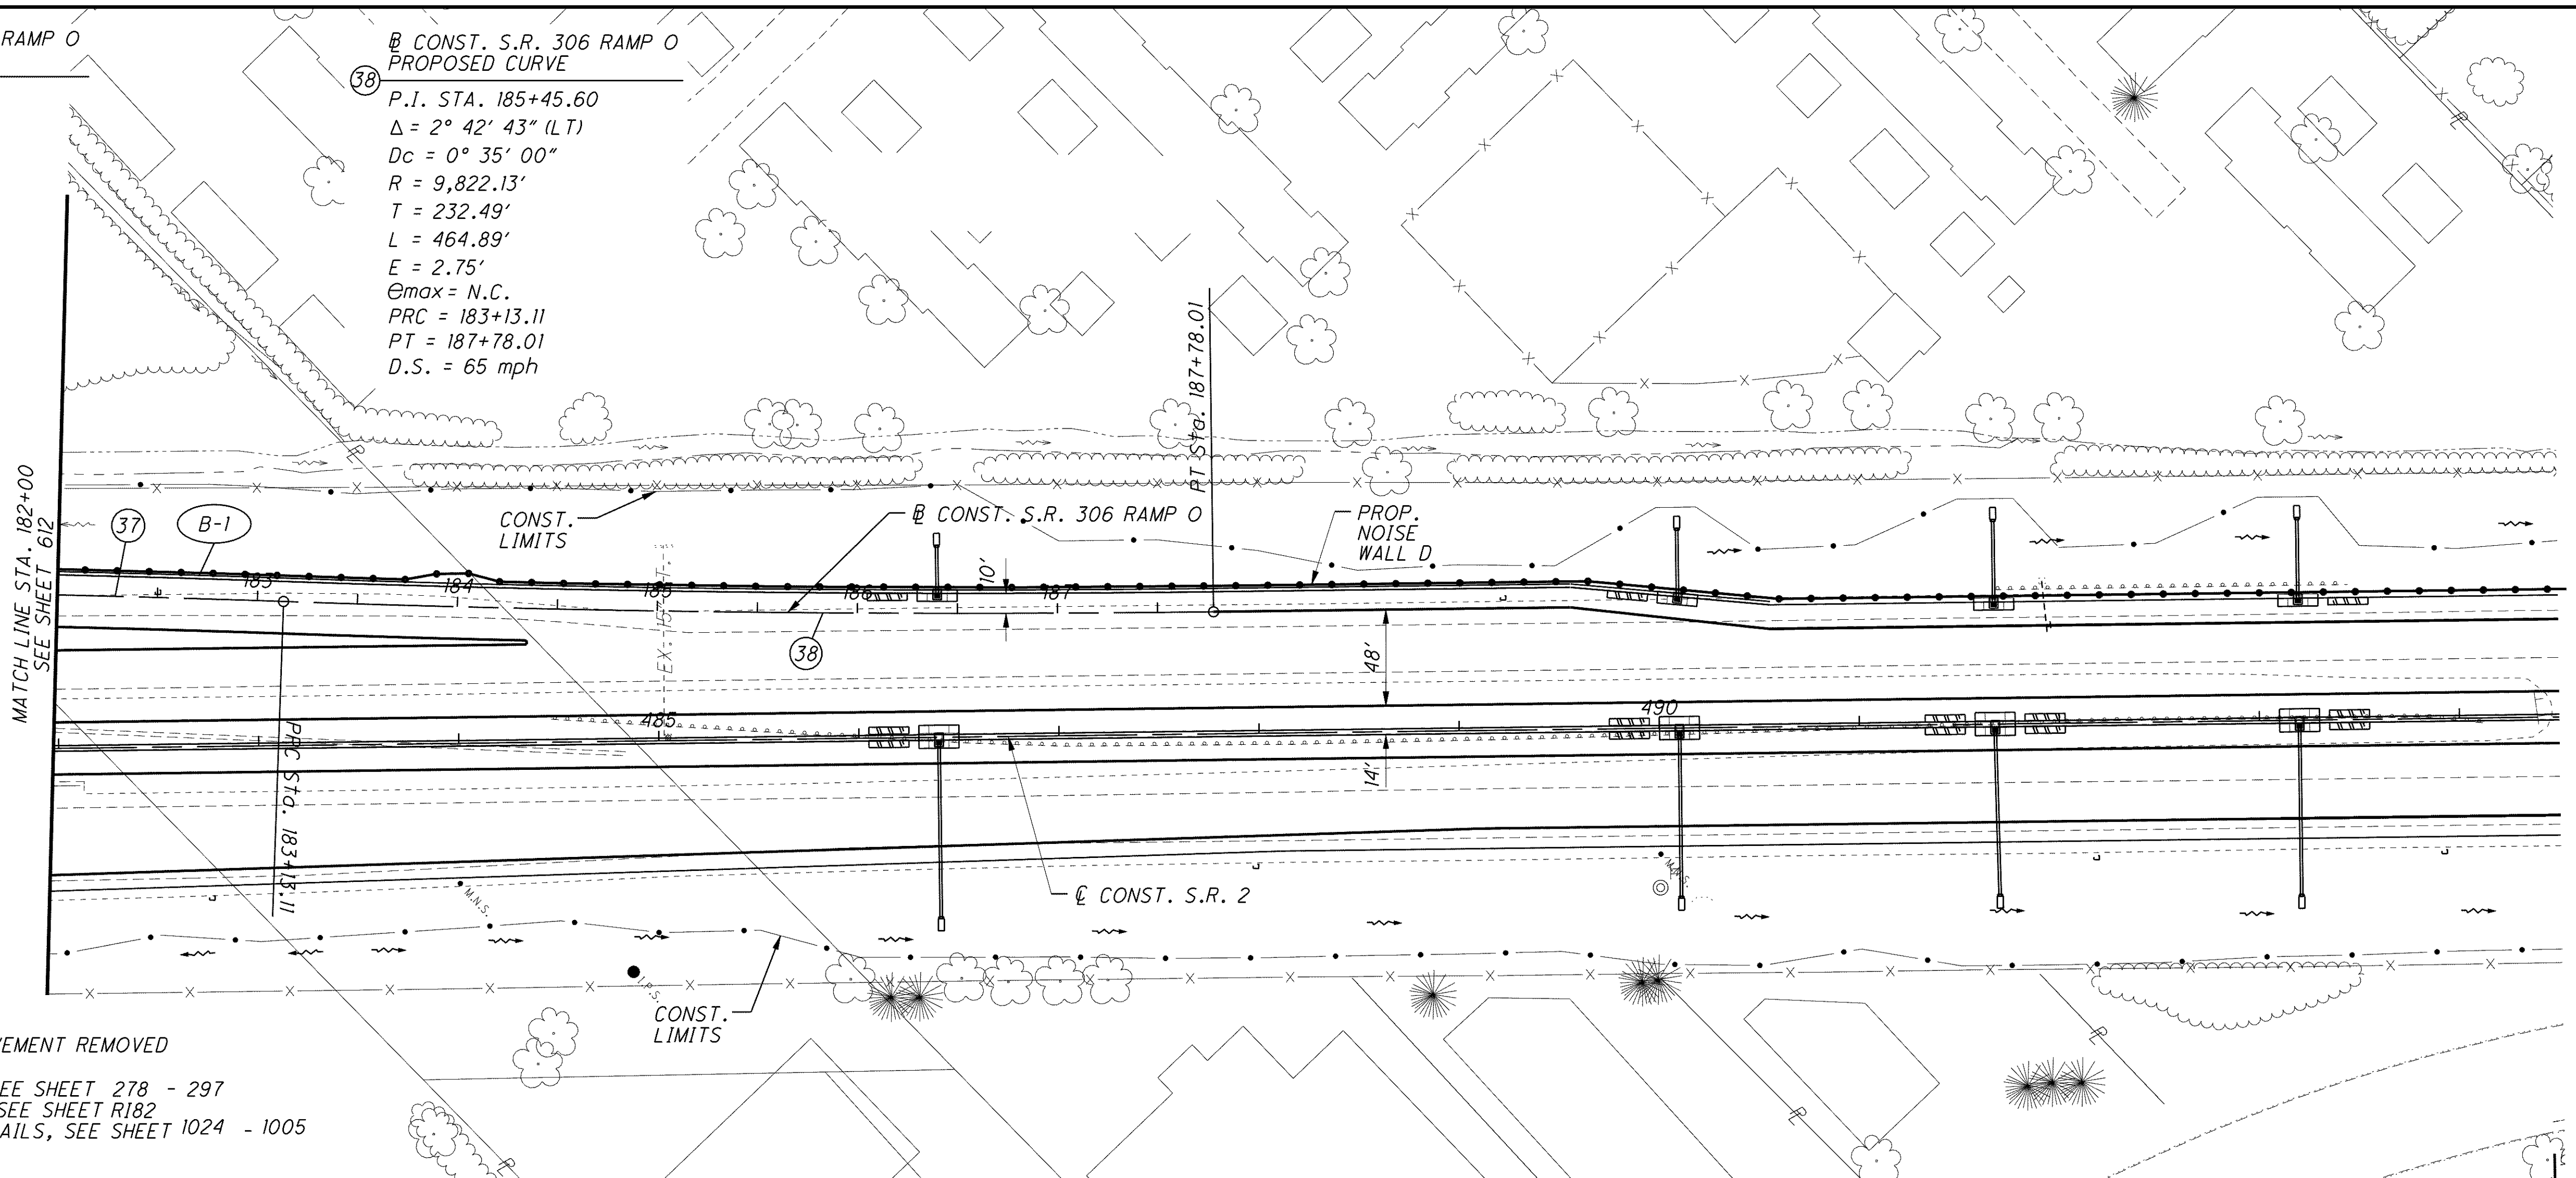 RAMP O
℄ CONST. S.R. 306 RAMP O
PROPOSED CURVE
38
P.I. STA. 185+45.60
Δ = 2° 42' 43" (LT)
Dc = 0° 35' 00"
R = 9,822.13'
T = 232.49'
L = 464.89'
E = 2.75'
emax = N.C.
PRC = 183+13.11
PT = 187+78.01
D.S. = 65 mph
PT Sta. 187+78.01
MATCH LINE STA. 182+00
SEE SHEET 612
37
B-1
CONST.
LIMITS
℄ CONST. S.R. 306 RAMP O
PROP.
NOISE
WALL D
183
184
185
186
187
10'
EX. 15" T.
38
48'
485
490
14'
PRC Sta. 183+13.11
℄ CONST. S.R. 2
M.N.S.
M.N.S.
I.P.S.
CONST.
LIMITS
VEMENT REMOVED
EE SHEET 278 - 297
SEE SHEET R182
AILS, SEE SHEET 1024 - 1005